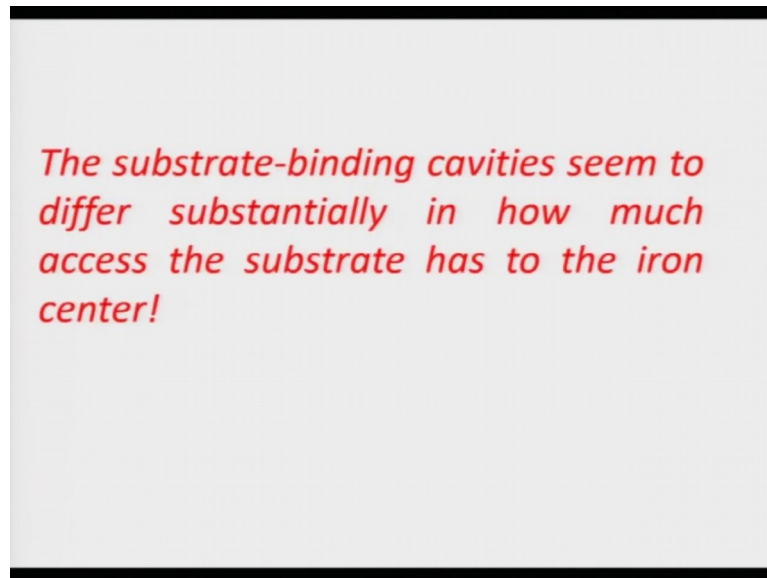 The substrate-binding cavities seem to
differ substantially in how much
access the substrate has to the iron
center!